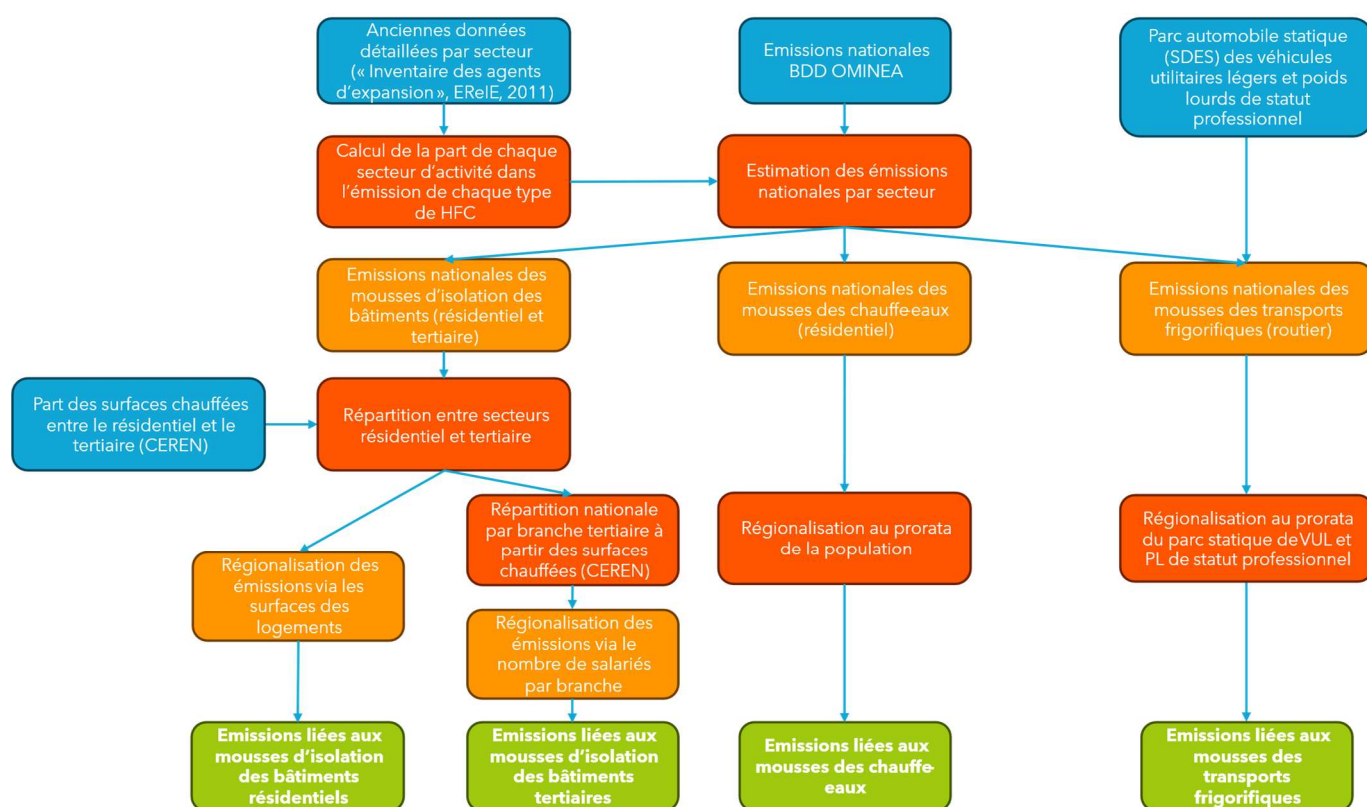 Anciennes données
détaillées par secteur
(« Inventaire des agents
d'expansion », EReIE, 2011)
Emissions nationales
BDD OMINEA
Parc automobile statique
(SDES) des véhicules
utilitaires légers et poids
lourds de statut
professionnel
Calcul de la part de chaque
secteur d'activité dans
l'émission de chaque type
de HFC
Estimation des émissions
nationales par secteur
Emissions nationales des
mousses d'isolation des
bâtiments (résidentiel et
tertiaire)
Emissions nationales des
mousses des chauffe-eaux
(résidentiel)
Emissions nationales des
mousses des transports
frigorifiques (routier)
Part des surfaces chauffées
entre le résidentiel et le
tertiaire (CEREN)
Répartition entre secteurs
résidentiel et tertiaire
Répartition nationale
par branche tertiaire à
partir des surfaces
chauffées (CEREN)
Régionalisation au prorata
de la population
Régionalisation au prorata
du parc statique de VUL et
PL de statut professionnel
Régionalisation des
émissions via les
surfaces des
logements
Régionalisation des
émissions via le
nombre de salariés
par branche
Emissions liées aux
mousses d'isolation
des bâtiments
résidentiels
Emissions liées aux
mousses d'isolation
des bâtiments
tertiaires
Emissions liées aux
mousses des chauffe-
eaux
Emissions liées aux
mousses des
transports
frigorifiques